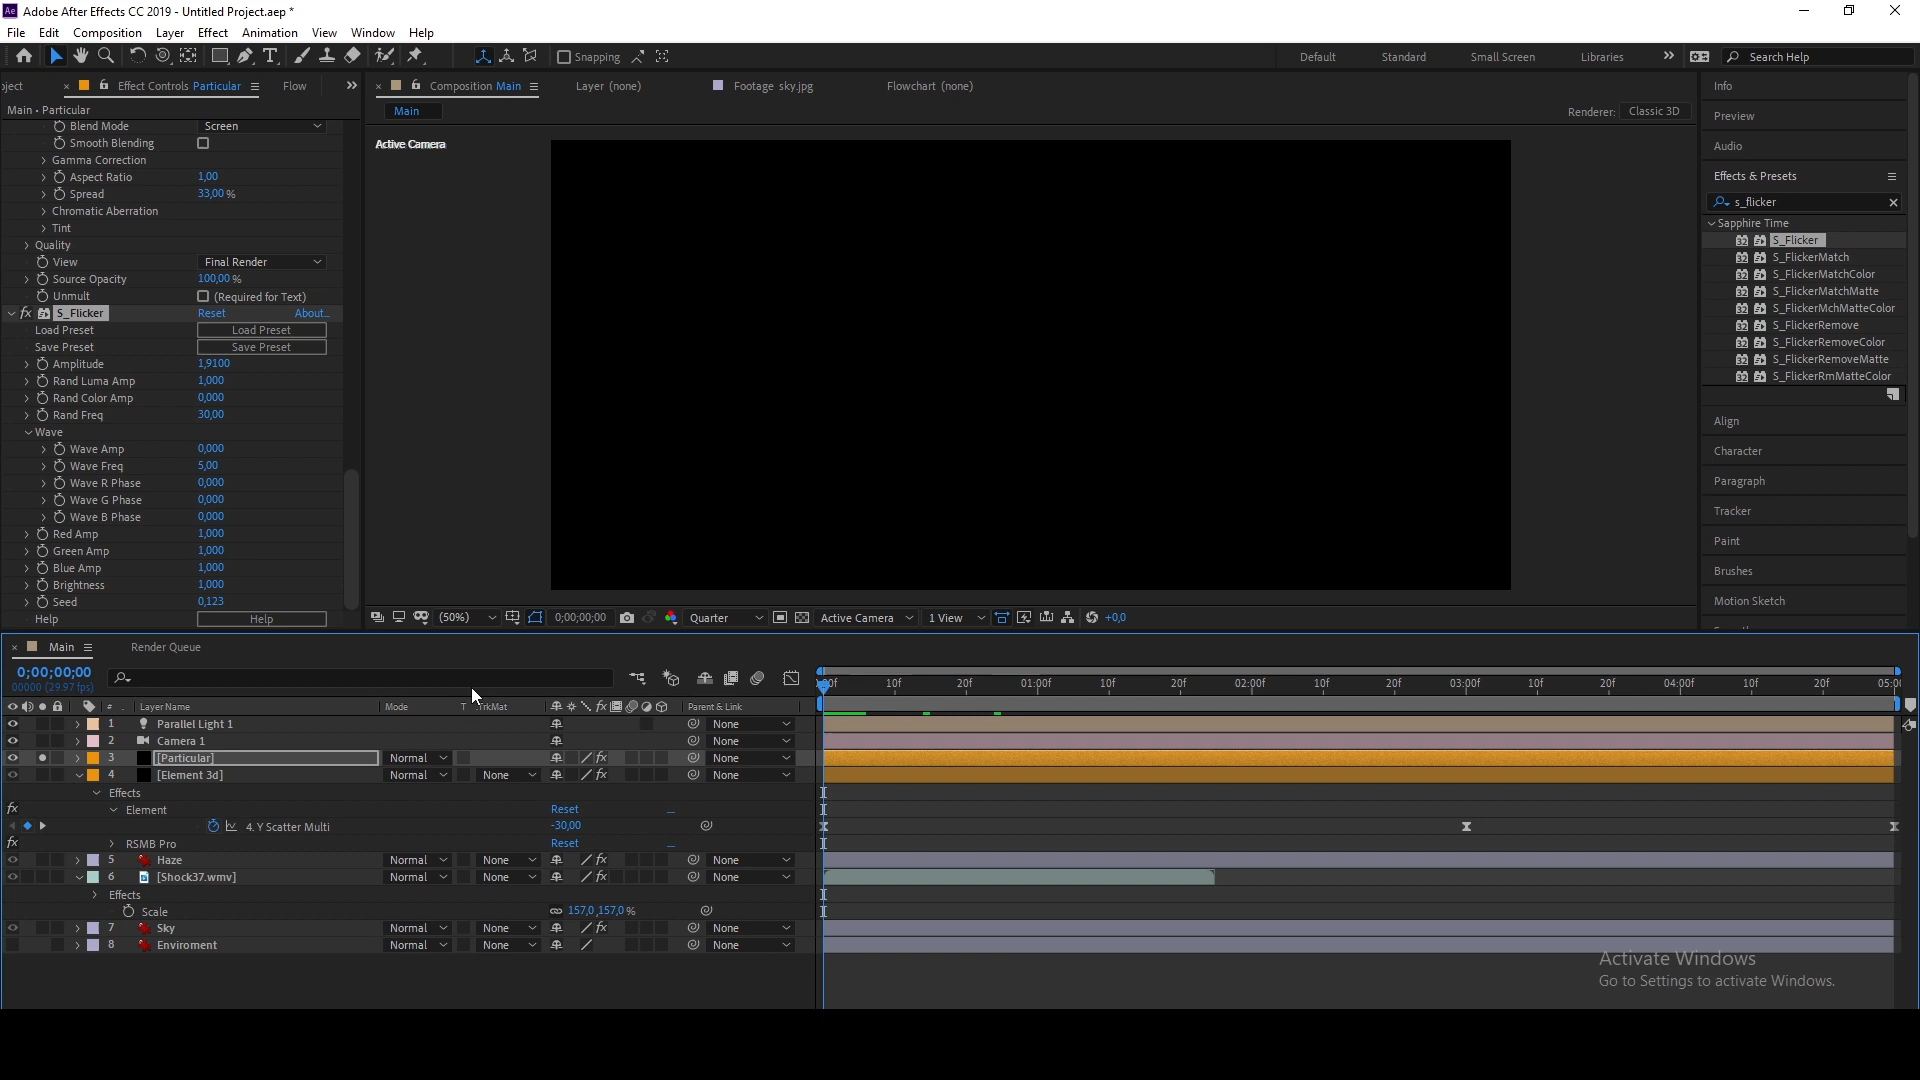 Adobe After Effects CC 2019 - Untitled Project.aep *
File Edit Composition Layer Effect Animation View Window Help
Snapping
Default Standard Small Screen Libraries Search Help
oject Effect Controls Particular Flow
Composition Main Layer (none) Footage sky.jpg Flowchart (none)
Main • Particular
Main
Renderer: Classic 3D
Active Camera
Blend Mode Screen
Smooth Blending
Gamma Correction
Aspect Ratio 1,00
Spread 33,00 %
Chromatic Aberration
Tint
Quality
View Final Render
Source Opacity 100,00 %
Unmult (Required for Text)
S_Flicker Reset About...
Load Preset Load Preset
Save Preset Save Preset
Amplitude 1,9100
Rand Luma Amp 1,000
Rand Color Amp 0,000
Rand Freq 30,00
Wave
Wave Amp 0,000
Wave Freq 5,00
Wave R Phase 0,000
Wave G Phase 0,000
Wave B Phase 0,000
Red Amp 1,000
Green Amp 1,000
Blue Amp 1,000
Brightness 1,000
Seed 0,123
Help Help
(50%) 0;00;00;00 Quarter Active Camera 1 View +0,0
Info
Preview
Audio
Effects & Presets
s_flicker
Sapphire Time
S_Flicker
S_FlickerMatch
S_FlickerMatchColor
S_FlickerMatchMatte
S_FlickerMchMatteColor
S_FlickerRemove
S_FlickerRemoveColor
S_FlickerRemoveMatte
S_FlickerRmMatteColor
Align
Character
Paragraph
Tracker
Paint
Brushes
Motion Sketch
Main Render Queue
0;00;00;00
00000 (29.97 fps)
:00f 10f 20f 01:00f 10f 20f 02:00f 10f 20f 03:00f 10f 20f 04:00f 10f 20f 05:0
# Layer Name Mode T TrkMat Parent & Link
1 Parallel Light 1 None
2 Camera 1 None
3 [Particular] Normal None
4 [Element 3d] Normal None None
Effects
Element Reset
4. Y Scatter Multi -30,00
RSMB Pro Reset
5 Haze Normal None None
6 [Shock37.wmv] Normal None None
Effects
Scale 157,0,157,0 %
7 Sky Normal None None
8 Enviroment Normal None None
Activate Windows
Go to Settings to activate Windows.